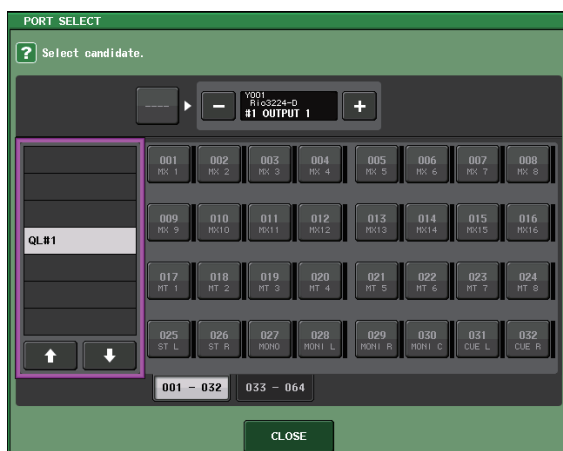 PORT SELECT
? Select candidate.
----
Y001
Rio3224-D
#1 OUTPUT 1
− +
QL#1
001 002 003 004 005 006 007 008
MX 1 MX 2 MX 3 MX 4 MX 5 MX 6 MX 7 MX 8
009 010 011 012 013 014 015 016
MX 9 MX10 MX11 MX12 MX13 MX14 MX15 MX16
017 018 019 020 021 022 023 024
MT 1 MT 2 MT 3 MT 4 MT 5 MT 6 MT 7 MT 8
025 026 027 028 029 030 031 032
ST L ST R MONO MONI L MONI R MONI C CUE L CUE R
001 – 032 033 – 064
CLOSE